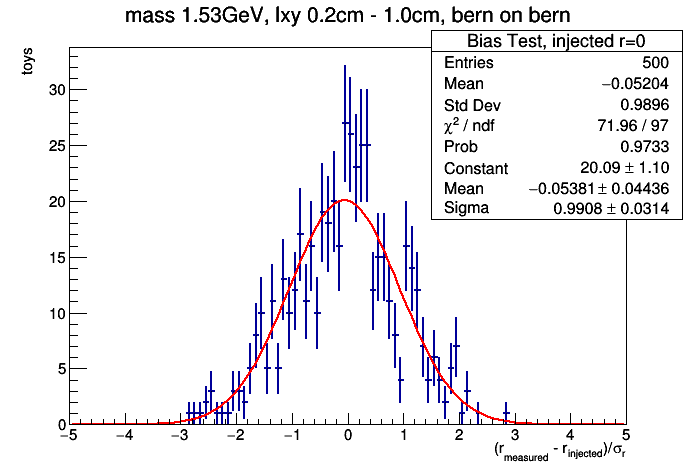 mass 1.53GeV, lxy 0.2cm - 1.0cm, bern on bern
Bias Test, injected r=0
Entries 500
Mean −0.05204
Std Dev 0.9896
χ² / ndf 71.96 / 97
Prob 0.9733
Constant 20.09 ± 1.10
Mean −0.05381 ± 0.04436
Sigma 0.9908 ± 0.0314
toys
30
25
20
15
10
5
0
−5 −4 −3 −2 −1 0 1 2 3 4 5
(r_measured - r_injected)/σ_r